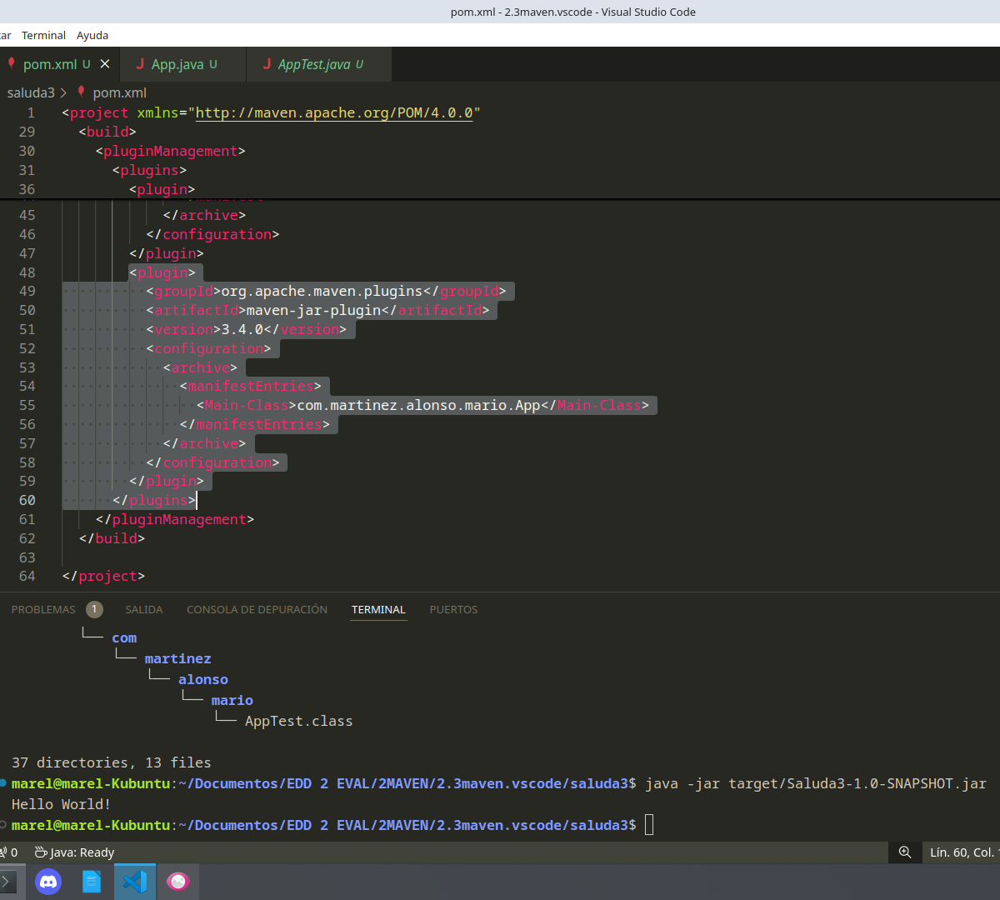 pom.xml - 2.3maven.vscode - Visual Studio Code
ar Terminal Ayuda
pom.xml U App.java U AppTest.java U
saluda3 > pom.xml
1 <project xmlns="http://maven.apache.org/POM/4.0.0"
29 <build>
30 <pluginManagement>
31 <plugins>
36 <plugin>
45 </archive>
46 </configuration>
47 </plugin>
48 <plugin>
49 <groupId>org.apache.maven.plugins</groupId>
50 <artifactId>maven-jar-plugin</artifactId>
51 <version>3.4.0</version>
52 <configuration>
53 <archive>
54 <manifestEntries>
55 <Main-Class>com.martinez.alonso.mario.App</Main-Class>
56 </manifestEntries>
57 </archive>
58 </configuration>
59 </plugin>
60 </plugins>
61 </pluginManagement>
62 </build>
63
64 </project>
PROBLEMAS 1 SALIDA CONSOLA DE DEPURACIÓN TERMINAL PUERTOS
└── com
└── martinez
└── alonso
└── mario
└── AppTest.class
37 directories, 13 files
marel@marel-Kubuntu:~/Documentos/EDD 2 EVAL/2MAVEN/2.3maven.vscode/saluda3$ java -jar target/Saluda3-1.0-SNAPSHOT.jar
Hello World!
marel@marel-Kubuntu:~/Documentos/EDD 2 EVAL/2MAVEN/2.3maven.vscode/saluda3$
0 Java: Ready Lín. 60, Col.